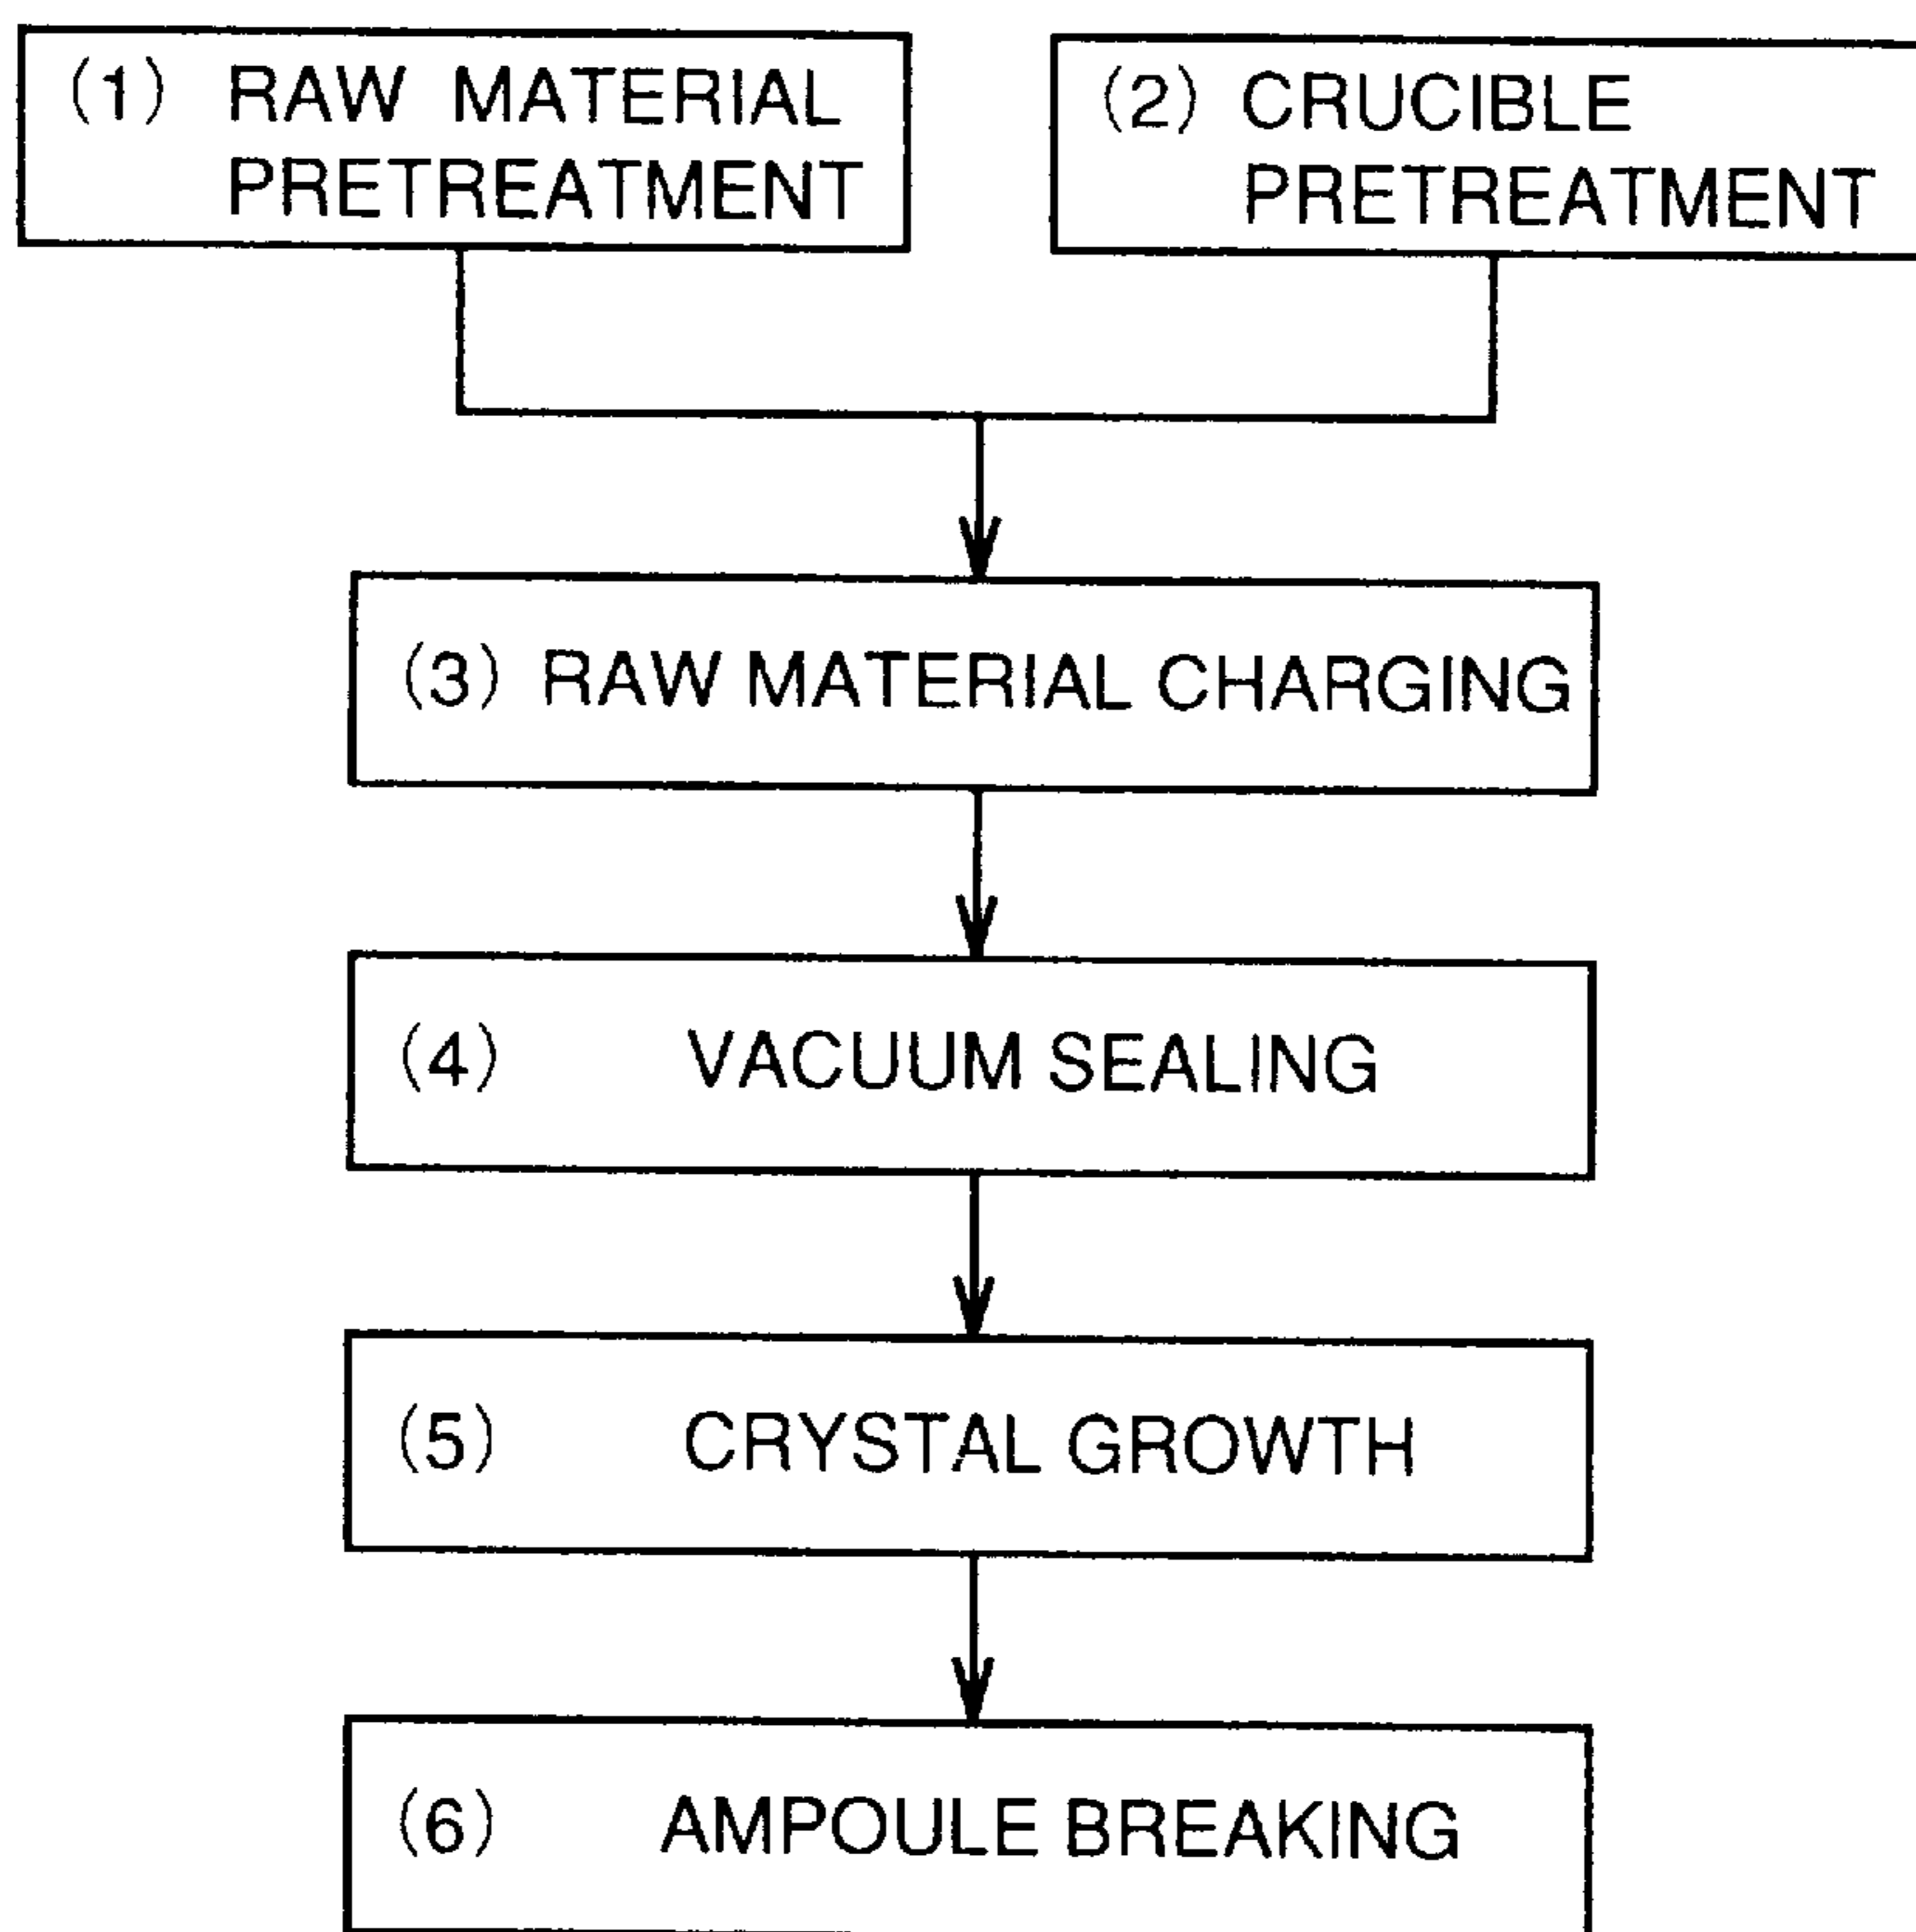 (1) RAW MATERIAL
PRETREATMENT
(2) CRUCIBLE
PRETREATMENT
(3) RAW MATERIAL CHARGING
(4) VACUUM SEALING
(5) CRYSTAL GROWTH
(6) AMPOULE BREAKING